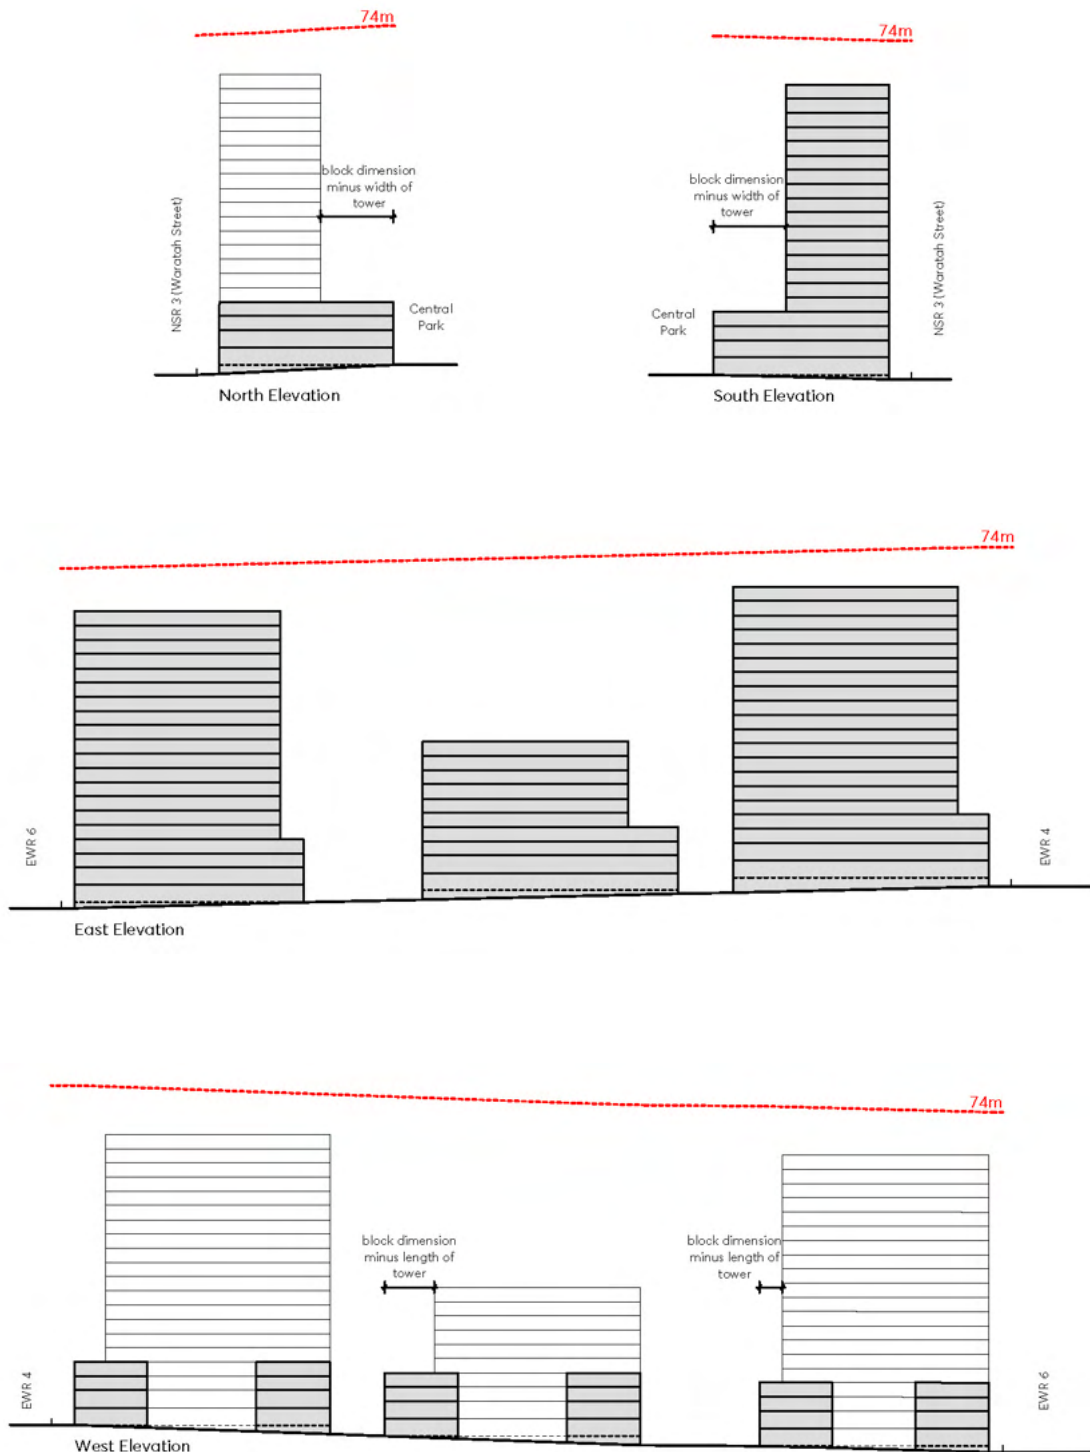 74m
74m
block dimension
minus width of
tower
block dimension
minus width of
tower
NSR 3 (Waratah Street)
Central
Park
Central
Park
NSR 3 (Waratah Street)
North Elevation
South Elevation
74m
EWR 6
EWR 4
East Elevation
74m
block dimension
minus length of
tower
block dimension
minus length of
tower
EWR 4
EWR 6
West Elevation